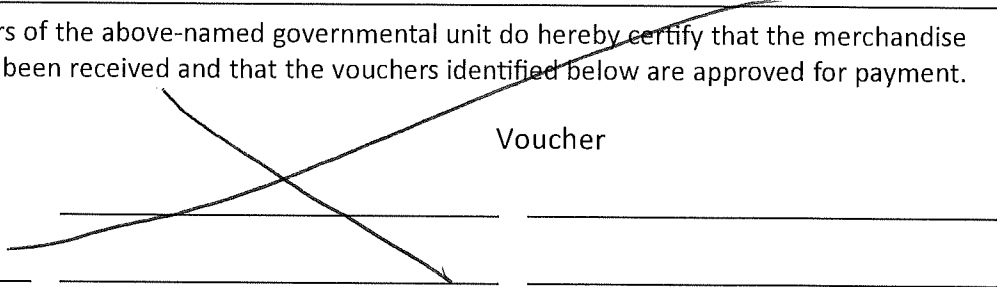 rs of the above-named governmental unit do hereby certify that the merchandise
been received and that the vouchers identified below are approved for payment.
Voucher